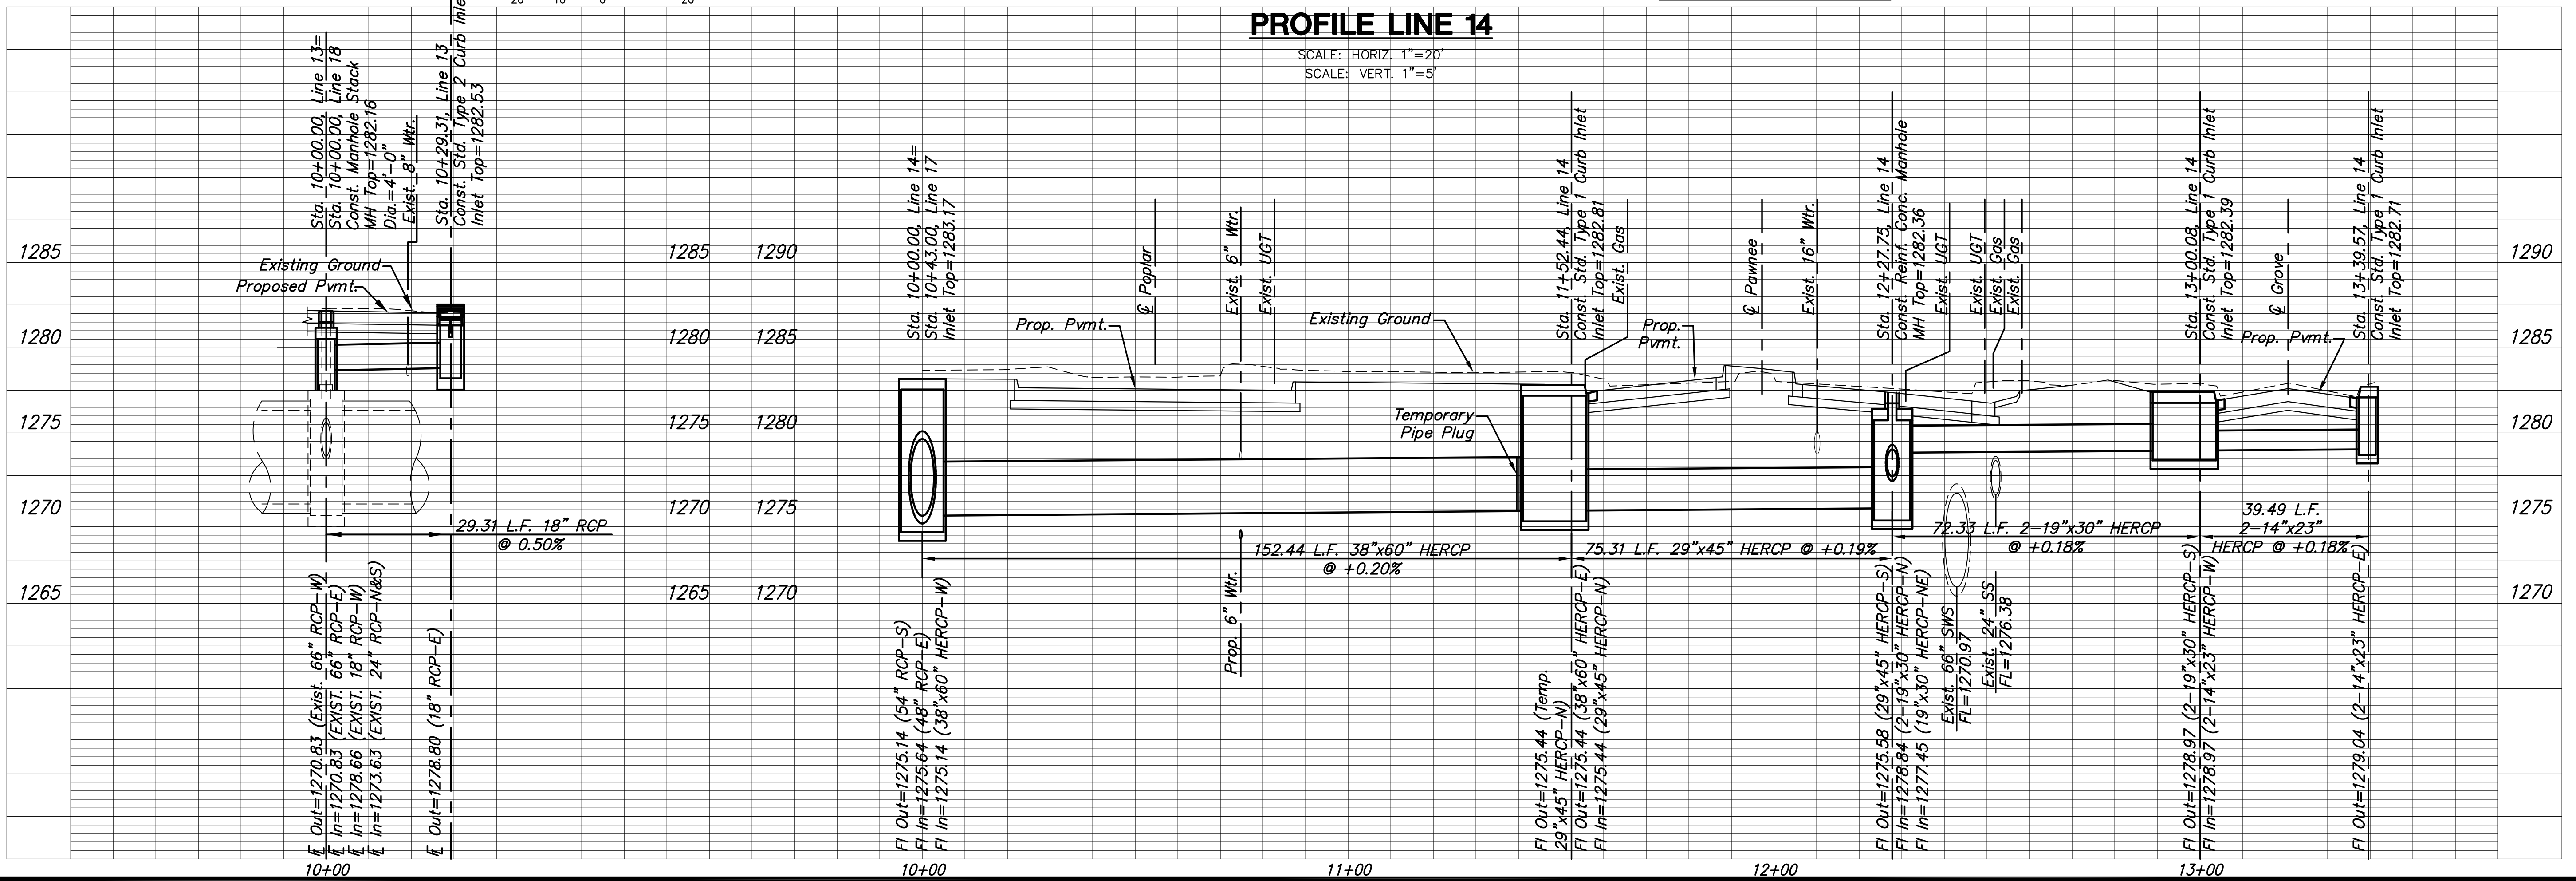 20 10 0 20
PROFILE LINE 14
SCALE: HORIZ. 1"=20'
SCALE: VERT. 1"=5'
Sta. 10+00.00, Line 13=
Sta. 10+00.00, Line 18
Const. Manhole Stack
MH Top=1282.16
Dia.=4'-0"
Exist. 8" Wtr.
Sta. 10+29.31, Line 13
Const. Std. Type 2 Curb Inlet
Inlet Top=1282.53
Existing Ground
Proposed Pvmt.
1285
1280
1275
1270
1265
29.31 L.F. 18" RCP
@ 0.50%
FL Out=1270.83 (Exist. 66" RCP-W)
FL In=1270.83 (EXIST. 66" RCP-E)
FL In=1278.66 (EXIST. 18" RCP-W)
FL In=1273.63 (EXIST. 24" RCP-N&S)
FL Out=1278.80 (18" RCP-E)
10+00
1285 1290
1280 1285
1275 1280
1270 1275
1265 1270
Sta. 10+00.00, Line 14=
Sta. 10+43.00, Line 17
Inlet Top=1283.17
℄ Poplar
Exist. 6" Wtr.
Exist. UGT
Prop. Pvmt.
Existing Ground
Sta. 11+52.44, Line 14
Const. Std. Type 1 Curb Inlet
Inlet Top=1282.81
Exist. Gas
Prop.
Pvmt.
℄ Pawnee
Exist. 16" Wtr.
Sta. 12+27.75, Line 14
Const. Reinf. Conc. Manhole
MH Top=1282.36
Exist. UGT
Exist. UGT
Exist. Gas
Exist. Gas
Sta. 13+00.08, Line 14
Const. Std. Type 1 Curb Inlet
Inlet Top=1282.39
℄ Grove
Prop. Pvmt.
Sta. 13+39.57, Line 14
Const. Std. Type 1 Curb Inlet
Inlet Top=1282.71
Temporary
Pipe Plug
152.44 L.F. 38"x60" HERCP
@ +0.20%
75.31 L.F. 29"x45" HERCP @ +0.19%
72.33 L.F. 2-19"x30" HERCP
@ +0.18%
39.49 L.F.
2-14"x23"
HERCP @ +0.18%
FL Out=1275.14 (54" RCP-S)
FL In=1275.64 (48" RCP-E)
FL In=1275.14 (38"x60" HERCP-W)
Prop. 6" Wtr.
FL Out=1275.44 (Temp.
29"x45" HERCP-N)
FL Out=1275.44 (38"x60" HERCP-E)
FL In=1275.44 (29"x45" HERCP-N)
FL Out=1275.58 (29"x45" HERCP-S)
FL In=1278.84 (2-19"x30" HERCP-N)
FL In=1277.45 (19"x30" HERCP-NE)
Exist. 66" SWS
FL=1270.97
Exist. 24" SS
FL=1276.38
FL Out=1278.97 (2-19"x30" HERCP-S)
FL In=1278.97 (2-14"x23" HERCP-W)
FL Out=1279.04 (2-14"x23" HERCP-E)
1290
1285
1280
1275
1270
10+00
11+00
12+00
13+00